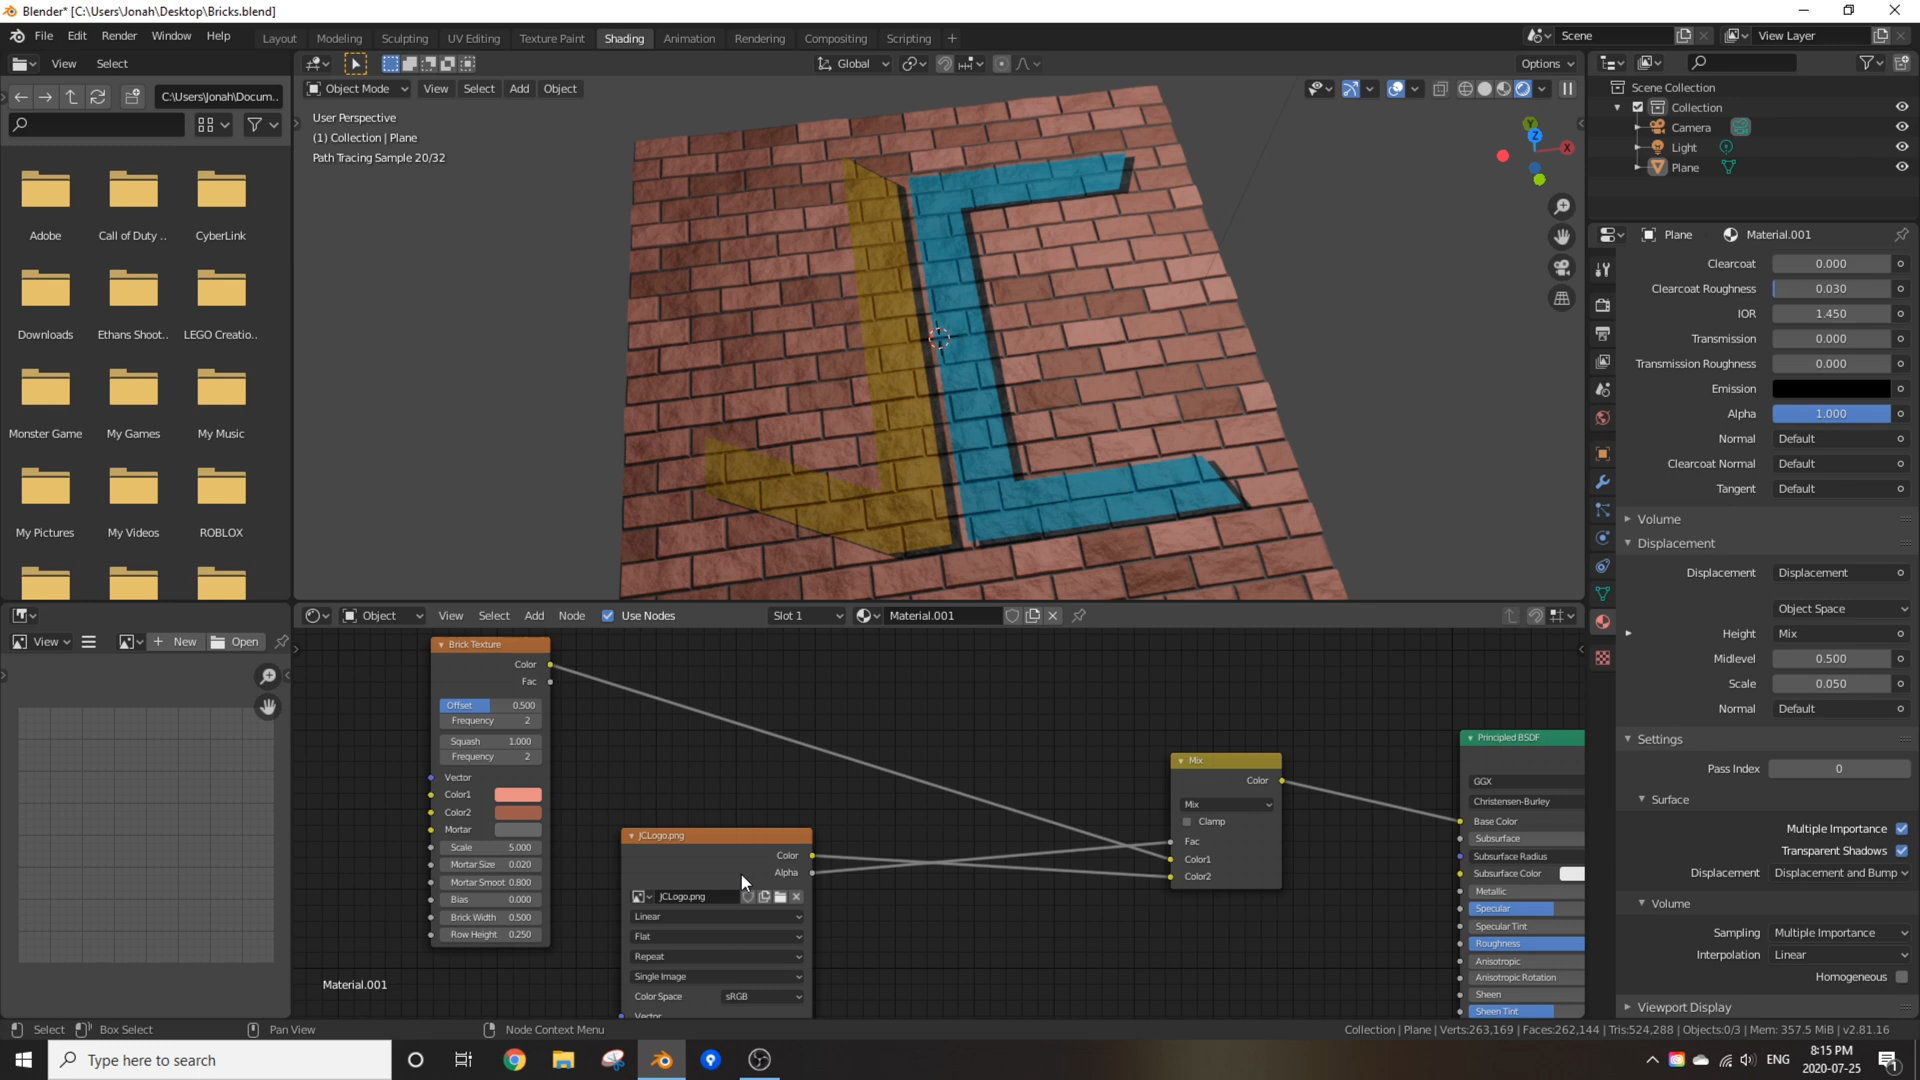 Blender* [C:\Users\Jonah\Desktop\Bricks.blend]
File Edit Render Window Help
Layout Modeling Sculpting UV Editing Texture Paint Shading Animation Rendering Compositing Scripting +
Scene
View Layer
View Select
Global
Options
C:\Users\Jonah\Docum..
Object Mode View Select Add Object
User Perspective
(1) Collection | Plane
Path Tracing Sample 20/32
Y
Z
X
Adobe
Call of Duty ..
CyberLink
Downloads
Ethans Shoot..
LEGO Creatio..
Monster Game
My Games
My Music
My Pictures
My Videos
ROBLOX
Scene Collection
Collection
Camera
Light
Plane
Plane
Material.001
Clearcoat 0.000
Clearcoat Roughness 0.030
IOR 1.450
Transmission 0.000
Transmission Roughness 0.000
Emission
Alpha 1.000
Normal Default
Clearcoat Normal Default
Tangent Default
Volume
Displacement
Displacement Displacement
Object Space
Height Mix
Midlevel 0.500
Scale 0.050
Normal Default
Settings
Pass Index 0
Surface
Multiple Importance
Transparent Shadows
Displacement Displacement and Bump
Volume
Sampling Multiple Importance
Interpolation Linear
Homogeneous
Viewport Display
View
+ New
Open
Object View Select Add Node Use Nodes
Slot 1
Material.001
Brick Texture
Color
Fac
Offset 0.500
Frequency 2
Squash 1.000
Frequency 2
Vector
Color1
Color2
Mortar
Scale 5.000
Mortar Size 0.020
Mortar Smoot 0.800
Bias 0.000
Brick Width 0.500
Row Height 0.250
JCLogo.png
Color
Alpha
JCLogo.png
Linear
Flat
Repeat
Single Image
Color Space sRGB
Vector
Mix
Color
Mix
Clamp
Fac
Color1
Color2
Principled BSDF
GGX
Christensen-Burley
Base Color
Subsurface
Subsurface Radius
Subsurface Color
Metallic
Specular
Specular Tint
Roughness
Anisotropic
Anisotropic Rotation
Sheen
Sheen Tint
Material.001
Select
Box Select
Pan View
Node Context Menu
Collection | Plane | Verts:263,169 | Faces:262,144 | Tris:524,288 | Objects:0/3 | Mem: 357.5 MiB | v2.81.16
Type here to search
ENG
8:15 PM
2020-07-25
1